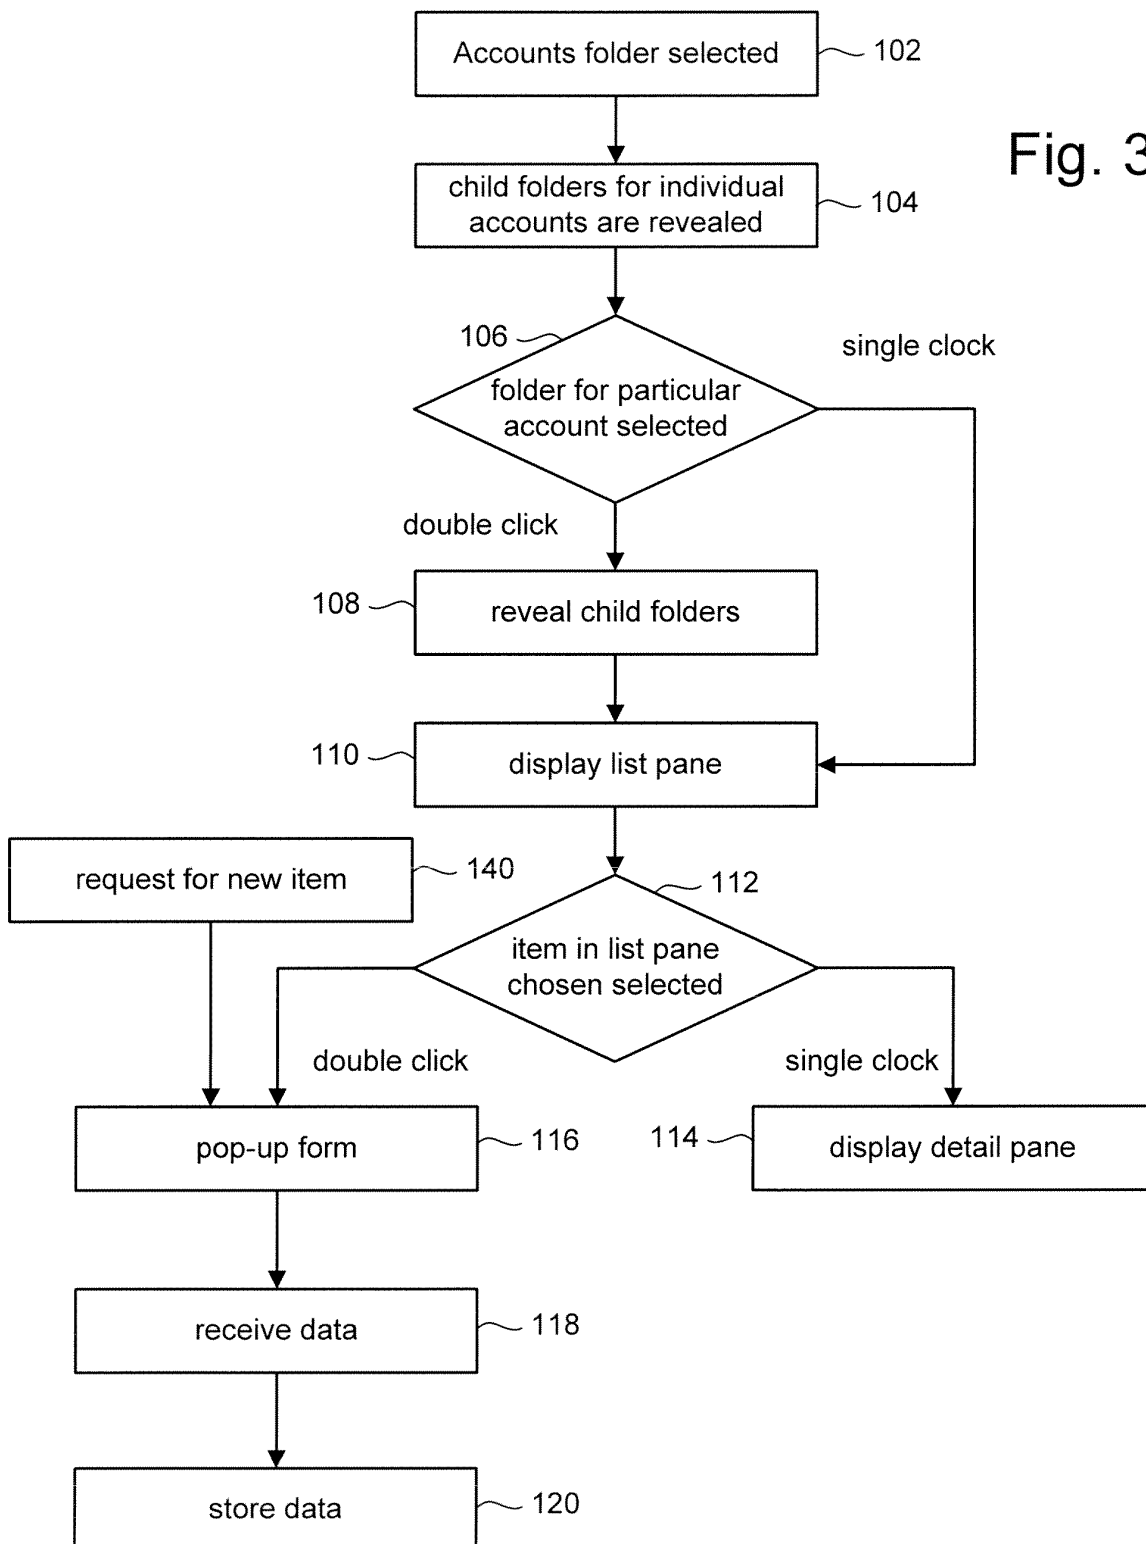 Accounts folder selected
102
Fig. 3
child folders for individual
accounts are revealed
104
106
single clock
folder for particular
account selected
double click
108
reveal child folders
110
display list pane
request for new item
140
112
item in list pane
chosen selected
double click
single clock
pop-up form
116
114
display detail pane
receive data
118
store data
120